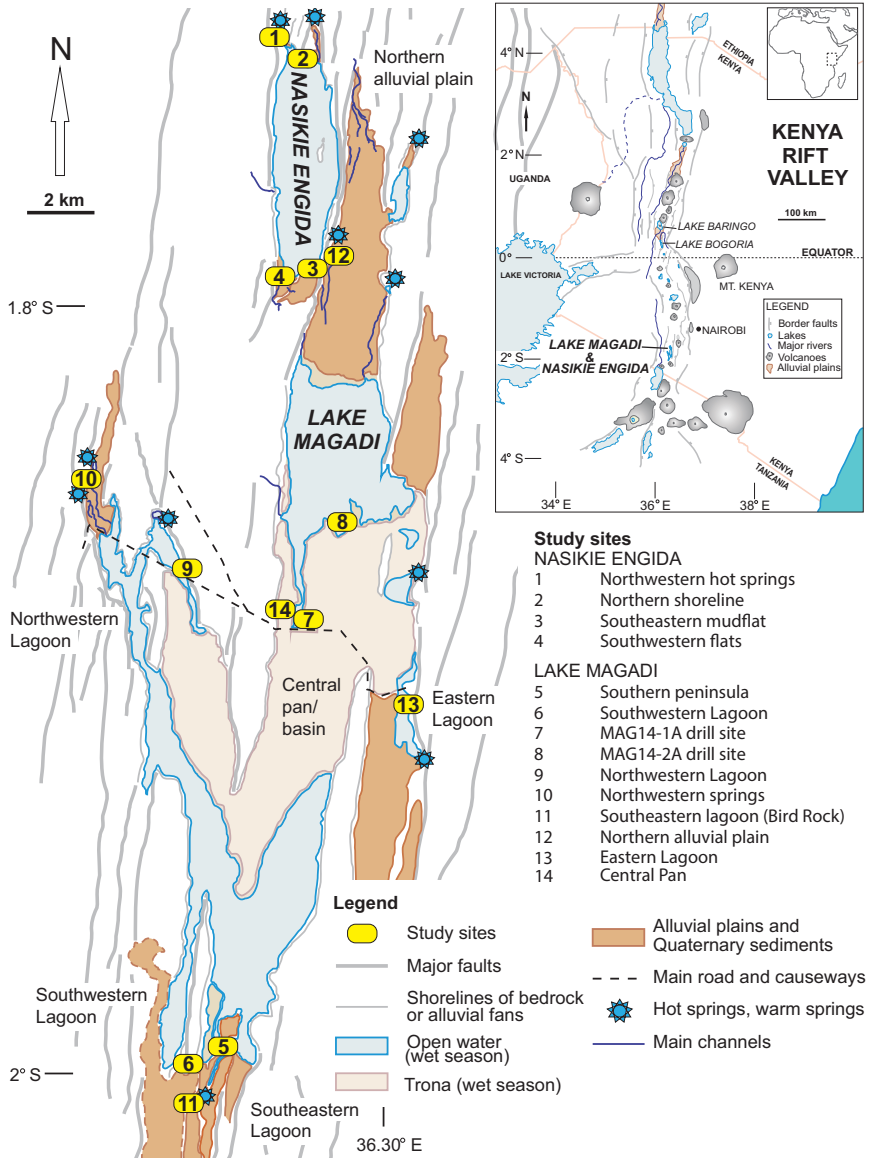 N
2 km
1.8° S
1
2
NASIKIE ENGIDA
Northern
alluvial plain
12
3
4
LAKE
MAGADI
10
8
9
14
7
Northwestern
Lagoon
Central
pan/
basin
13
Eastern
Lagoon
Southwestern
Lagoon
5
6
11
2° S
Southeastern
Lagoon
36.30° E
4° N
ETHIOPIA
KENYA
N
KENYA
RIFT
VALLEY
2° N
UGANDA
100 km
LAKE BARINGO
LAKE BOGORIA
EQUATOR
0°
LAKE VICTORIA
MT. KENYA
NAIROBI
LEGEND
Border faults
Lakes
Major rivers
Volcanoes
Alluvial plains
LAKE MAGADI
&
NASIKIE ENGIDA
2° S
4° S
KENYA
TANZANIA
34° E
36° E
38° E
Study sites
NASIKIE ENGIDA
1 Northwestern hot springs
2 Northern shoreline
3 Southeastern mudflat
4 Southwestern flats
LAKE MAGADI
5 Southern peninsula
6 Southwestern Lagoon
7 MAG14-1A drill site
8 MAG14-2A drill site
9 Northwestern Lagoon
10 Northwestern springs
11 Southeastern lagoon (Bird Rock)
12 Northern alluvial plain
13 Eastern Lagoon
14 Central Pan
Legend
Study sites
Major faults
Shorelines of bedrock
or alluvial fans
Open water
(wet season)
Trona (wet season)
Alluvial plains and
Quaternary sediments
Main road and causeways
Hot springs, warm springs
Main channels